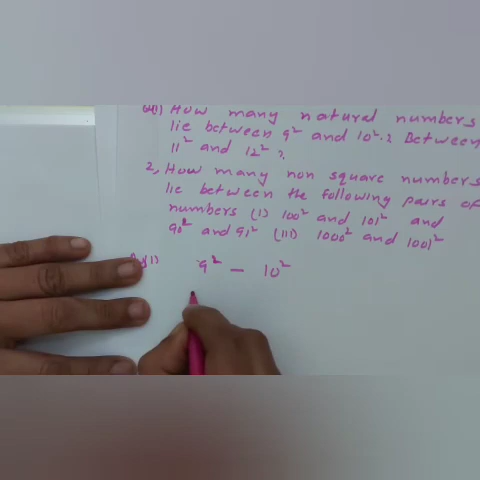 Q(1) How many natural numbers
lie between 9² and 10²? Between
11² and 12²?
2, How many non square numbers
lie between the following pairs of
numbers (i) 100² and 101² and
90² and 91² (iii) 1000² and 1001²
9² - 10²